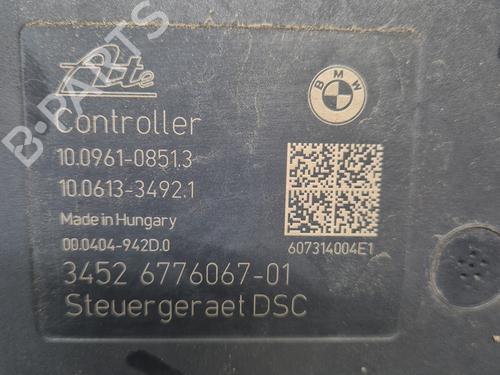 Ate
BMW
Controller
10.0961-0851.3
10.0613-3492.1
Made in Hungary
00.0404-942D.0
607314004E1
3452 6776067-01
Steuergeraet DSC
B-PARTS